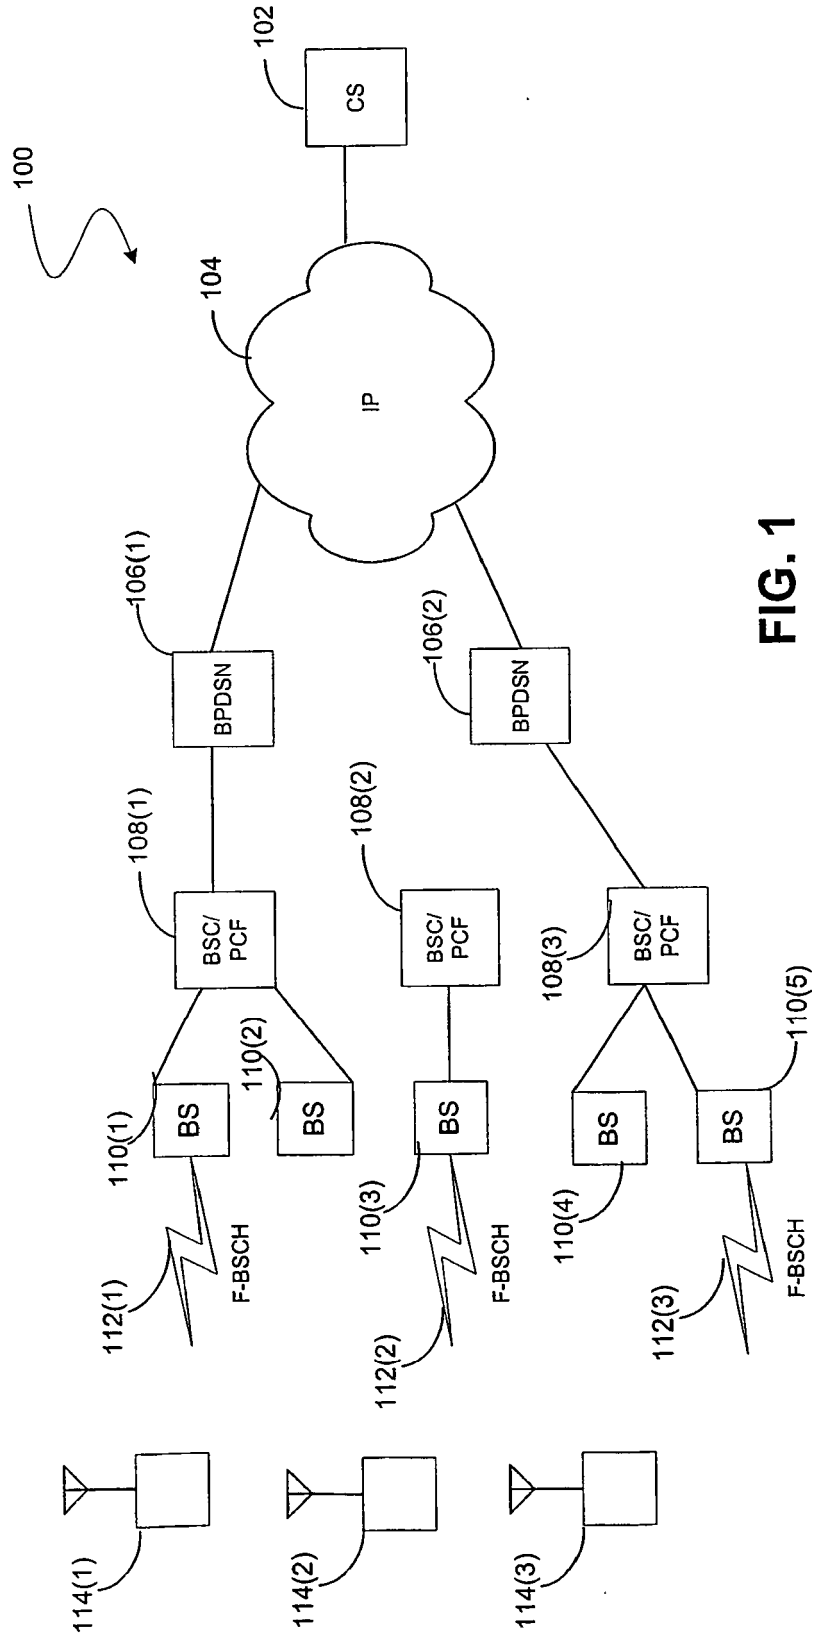 100
102
CS
104
IP
106(1)
BPDSN
106(2)
BPDSN
108(1)
BSC/
PCF
108(2)
BSC/
PCF
108(3)
BSC/
PCF
110(1)
BS
110(2)
BS
110(3)
BS
110(4)
BS
110(5)
BS
112(1)
F-BSCH
112(2)
F-BSCH
112(3)
F-BSCH
114(1)
114(2)
114(3)
FIG. 1